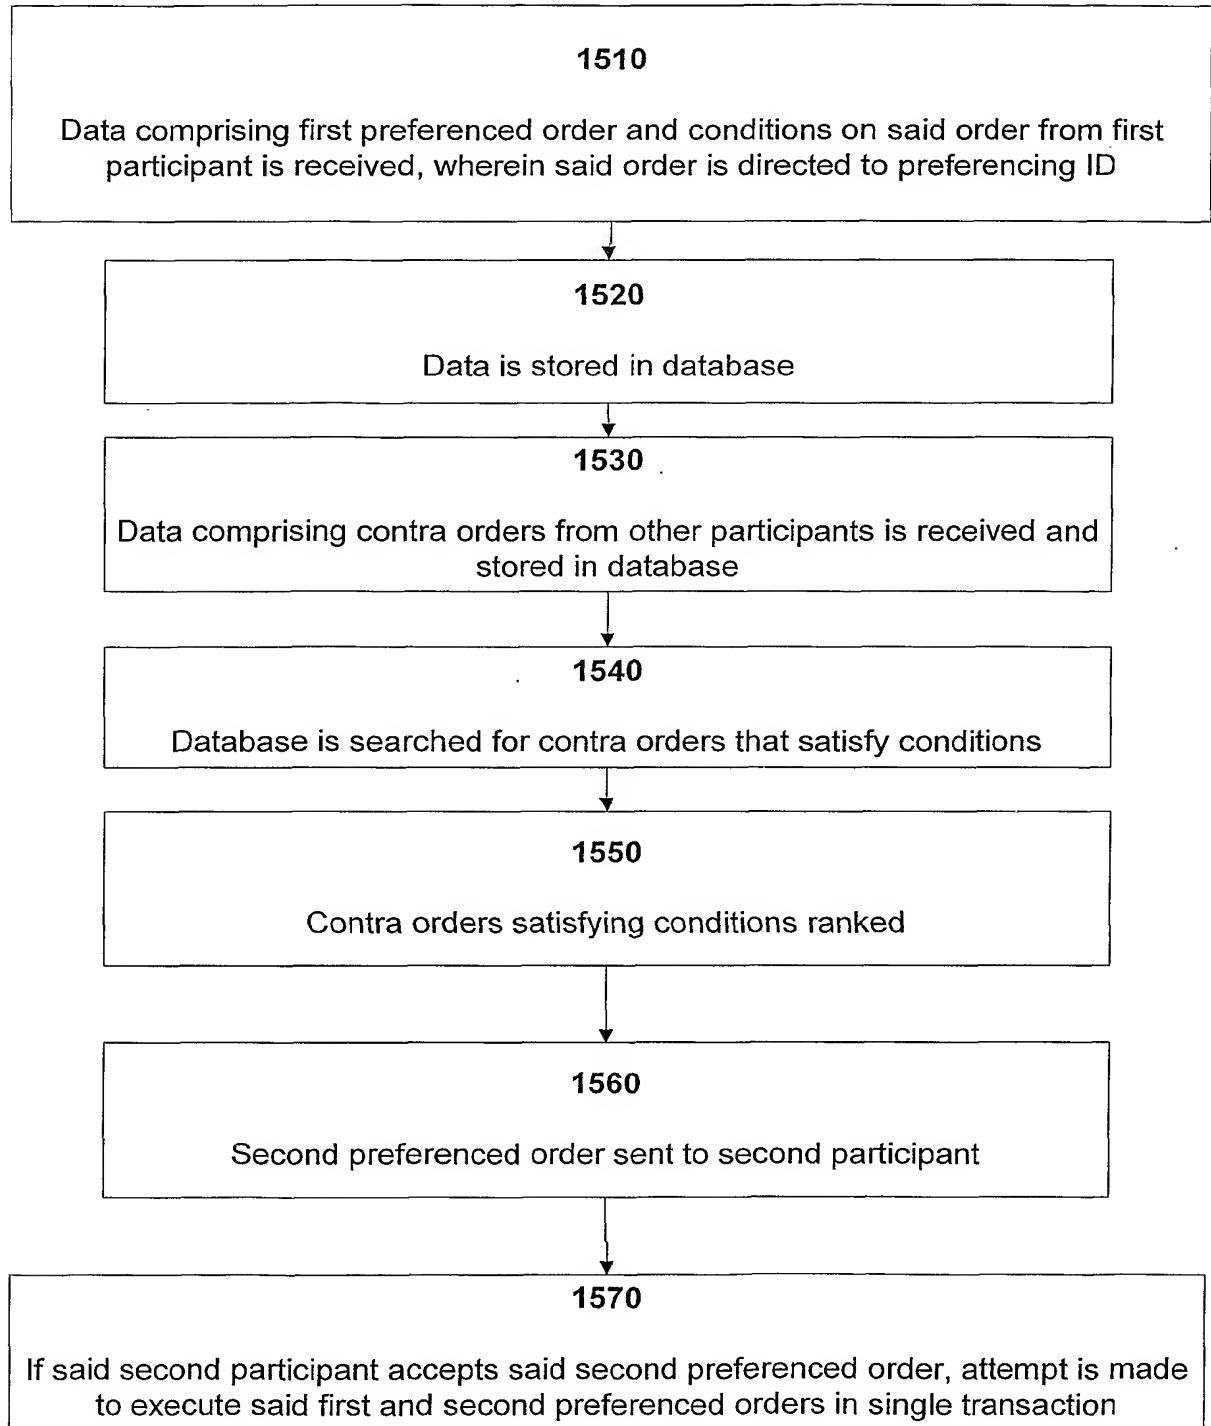 1510
Data comprising first preferenced order and conditions on said order from first
participant is received, wherein said order is directed to preferencing ID
1520
Data is stored in database
1530
Data comprising contra orders from other participants is received and
stored in database
1540
Database is searched for contra orders that satisfy conditions
1550
Contra orders satisfying conditions ranked
1560
Second preferenced order sent to second participant
1570
If said second participant accepts said second preferenced order, attempt is made
to execute said first and second preferenced orders in single transaction